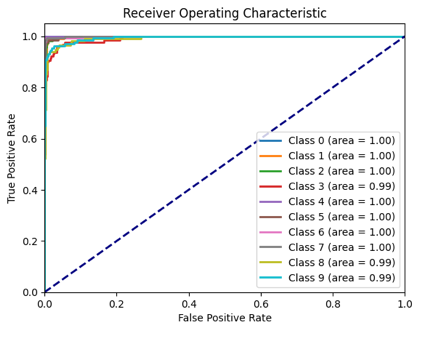 Receiver Operating Characteristic
True Positive Rate
1.0
0.8
0.6
0.4
0.2
0.0
Class 0 (area = 1.00)
Class 1 (area = 1.00)
Class 2 (area = 1.00)
Class 3 (area = 0.99)
Class 4 (area = 1.00)
Class 5 (area = 1.00)
Class 6 (area = 1.00)
Class 7 (area = 1.00)
Class 8 (area = 0.99)
Class 9 (area = 0.99)
0.0 0.2 0.4 0.6 0.8 1.0
False Positive Rate